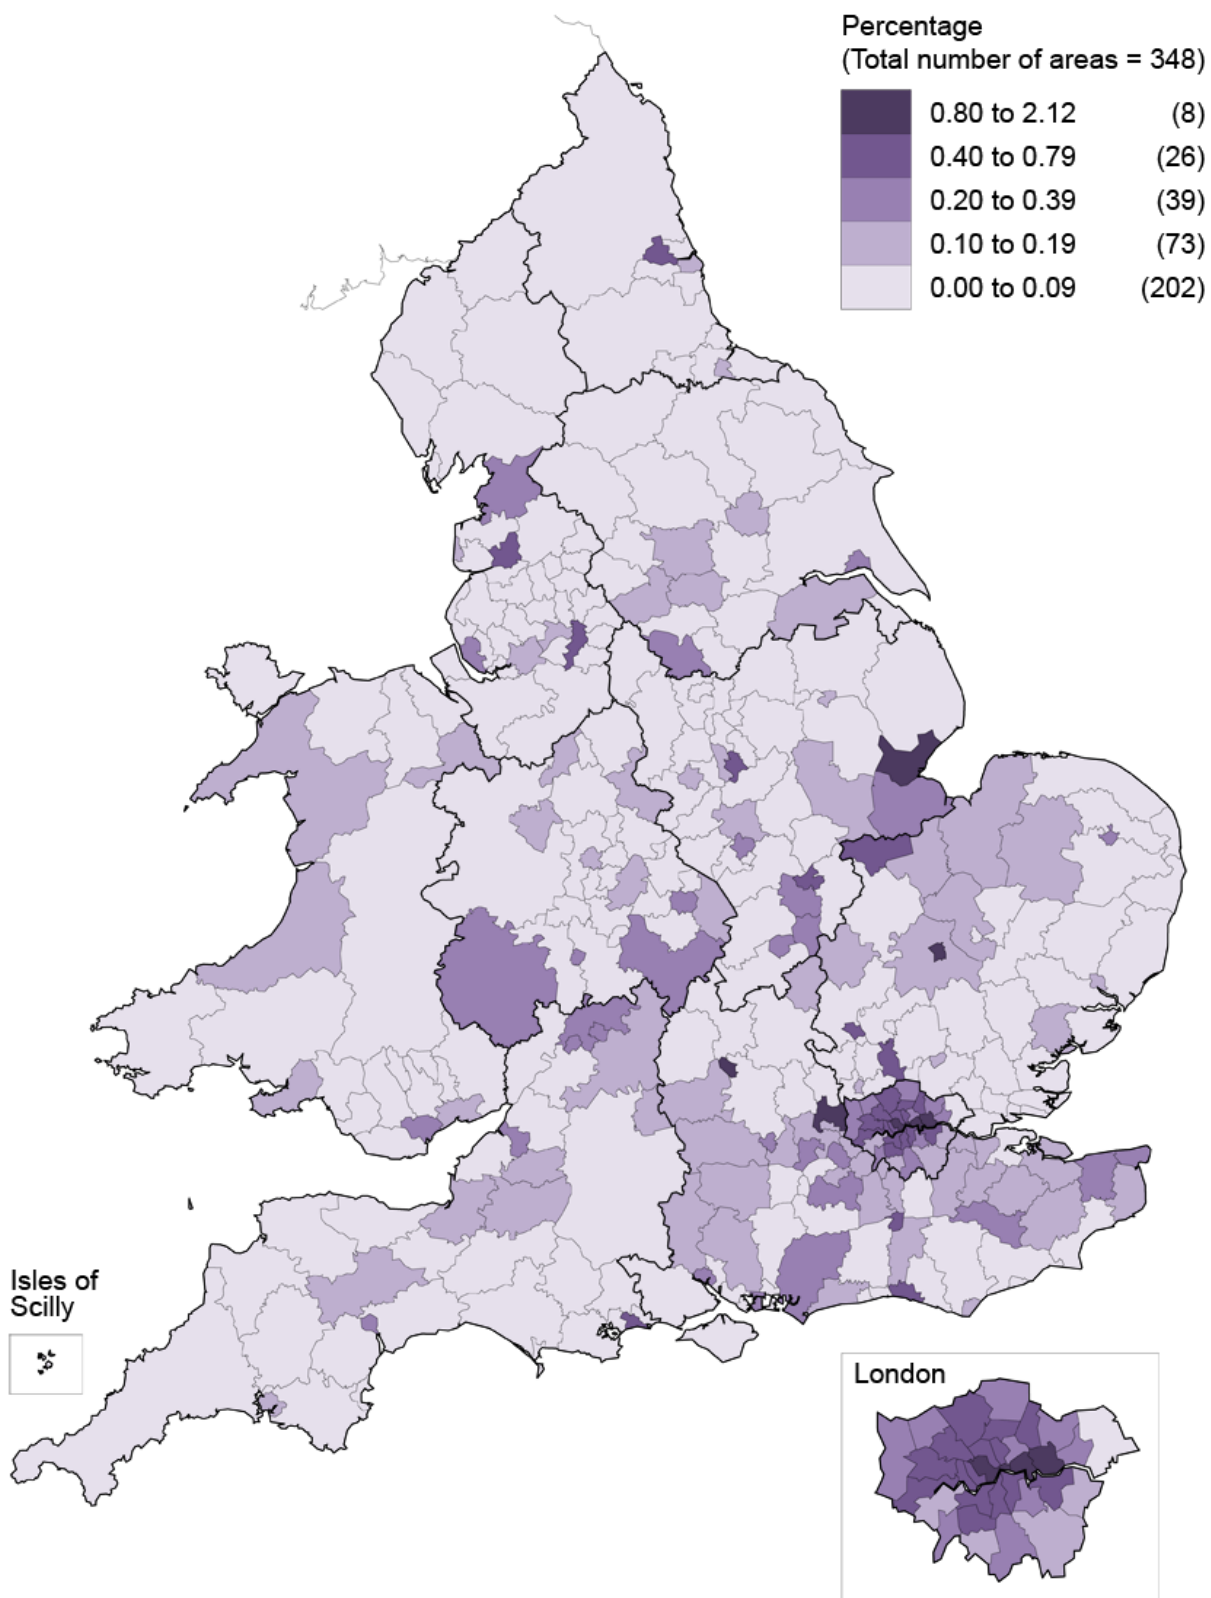 Percentage
(Total number of areas = 348)
0.80 to 2.12 (8)
0.40 to 0.79 (26)
0.20 to 0.39 (39)
0.10 to 0.19 (73)
0.00 to 0.09 (202)
Isles of
Scilly
London